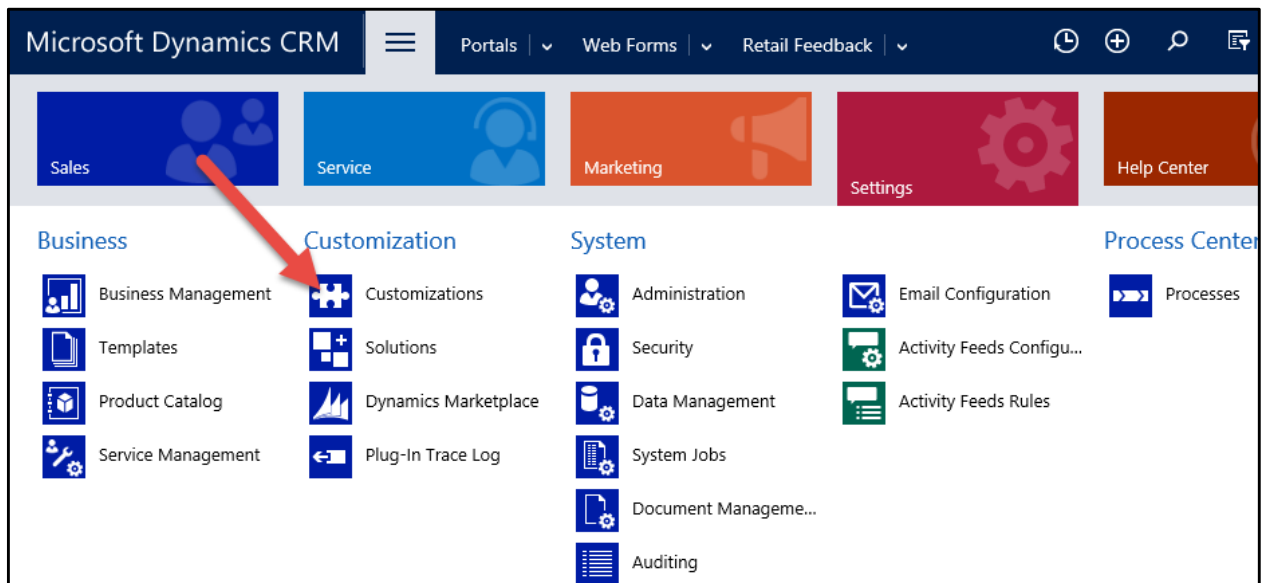 Microsoft Dynamics CRM Portals Web Forms Retail Feedback
Sales Service Marketing Settings Help Center
Business Customization System Process Center
Business Management Customizations Administration Email Configuration Processes
Templates Solutions Security Activity Feeds Configu...
Product Catalog Dynamics Marketplace Data Management Activity Feeds Rules
Service Management Plug-In Trace Log System Jobs
Document Manageme...
Auditing